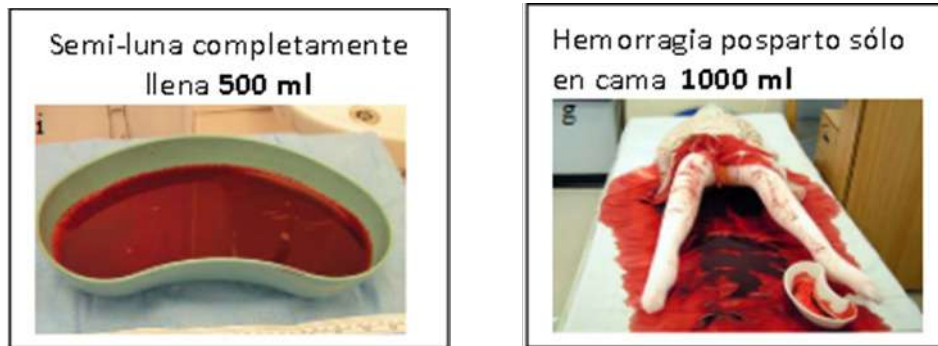 Semi-luna completamente
llena 500 ml
Hemorragia posparto sólo
en cama 1000 ml